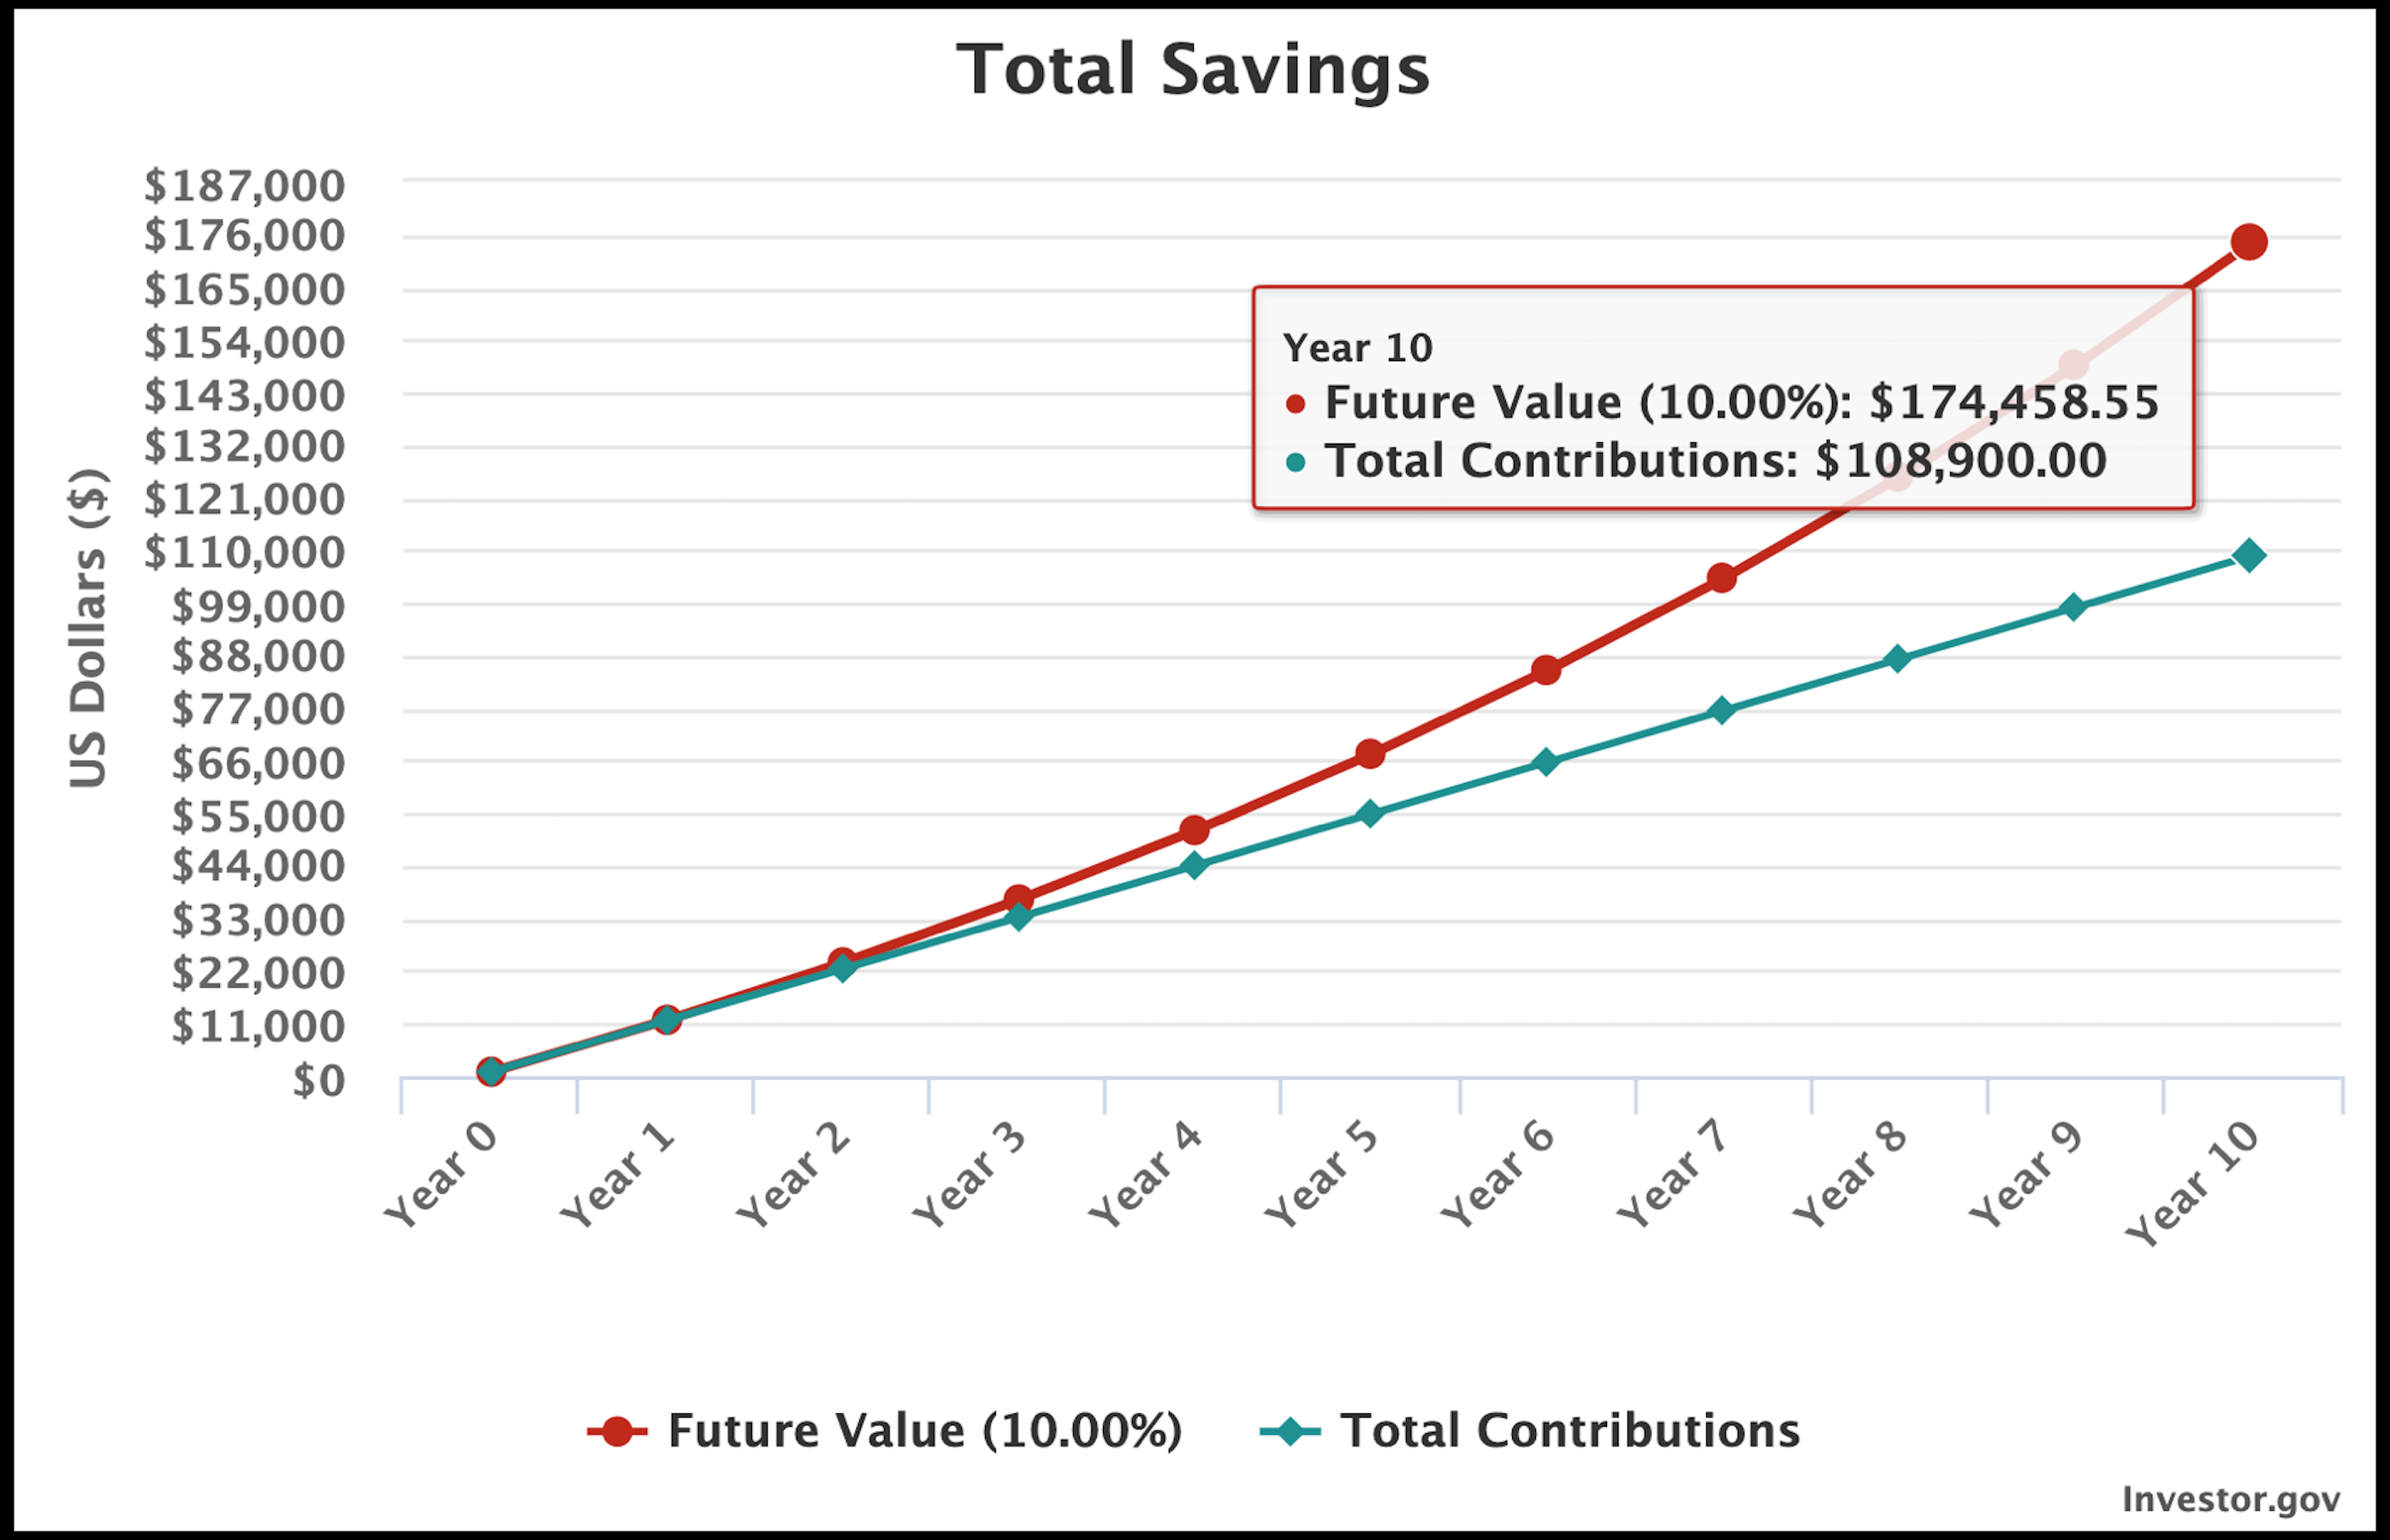 Total Savings
US Dollars ($)
$187,000
$176,000
$165,000
$154,000
$143,000
$132,000
$121,000
$110,000
$99,000
$88,000
$77,000
$66,000
$55,000
$44,000
$33,000
$22,000
$11,000
$0
Year 10
Future Value (10.00%): $174,458.55
Total Contributions: $108,900.00
Year 0
Year 1
Year 2
Year 3
Year 4
Year 5
Year 6
Year 7
Year 8
Year 9
Year 10
Future Value (10.00%)
Total Contributions
Investor.gov